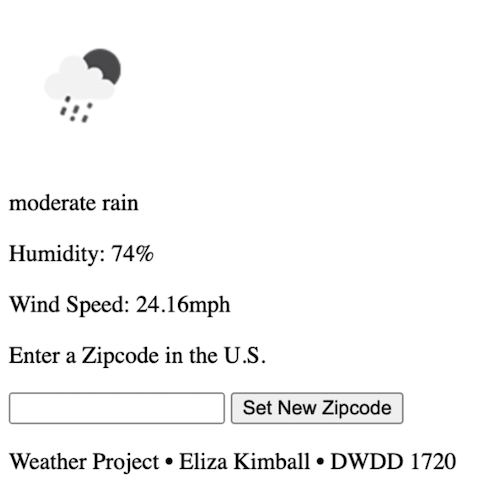 moderate rain
Humidity: 74%
Wind Speed: 24.16mph
Enter a Zipcode in the U.S.
Set New Zipcode
Weather Project • Eliza Kimball • DWDD 1720